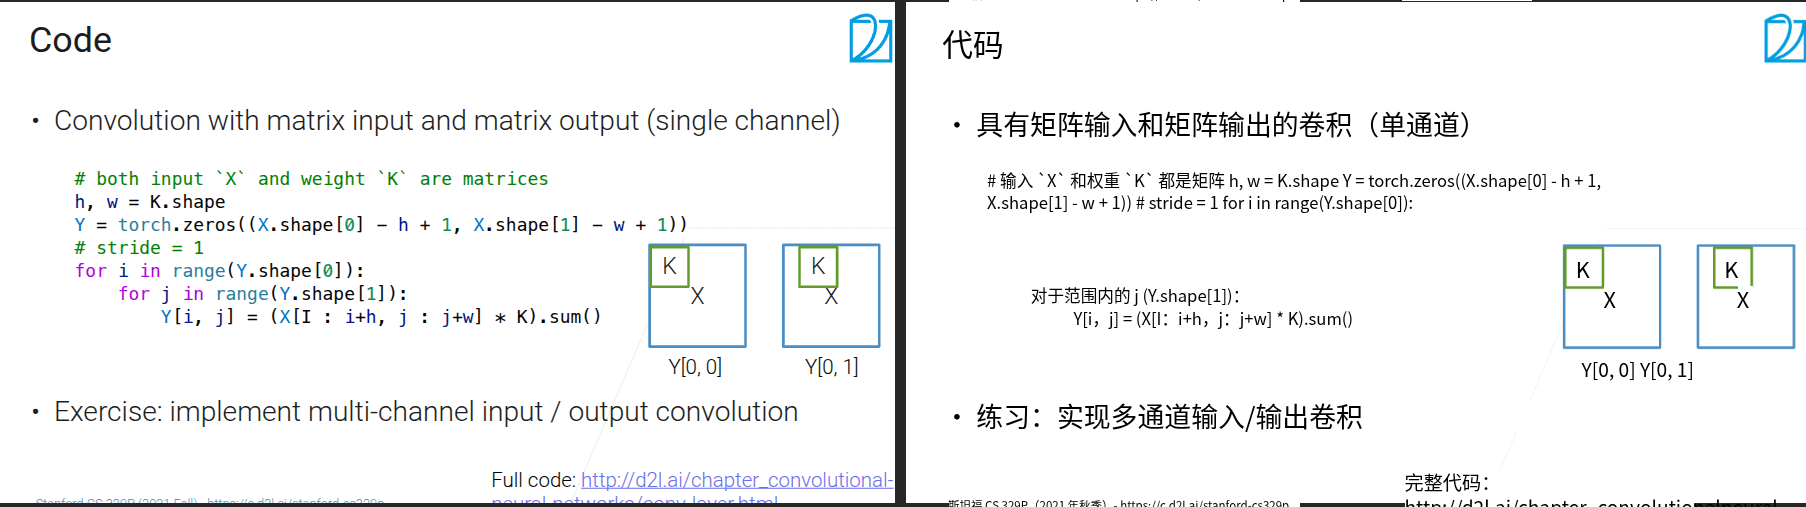 Code
• Convolution with matrix input and matrix output (single channel)
# both input `X` and weight `K` are matrices
h, w = K.shape
Y = torch.zeros((X.shape[0] − h + 1, X.shape[1] − w + 1))
# stride = 1
for i in range(Y.shape[0]):
for j in range(Y.shape[1]):
Y[i, j] = (X[I : i+h, j : j+w] * K).sum()
K
X
K
X
Y[0, 0]
Y[0, 1]
• Exercise: implement multi-channel input / output convolution
Full code: http://d2l.ai/chapter_convolutional-
neural-networks/conv-layer.html
Stanford CS 329P (2021 Fall) - https://c.d2l.ai/stanford-cs329p
代码
• 具有矩阵输入和矩阵输出的卷积（单通道）
# 输入 `X` 和权重 `K` 都是矩阵 h, w = K.shape Y = torch.zeros((X.shape[0] - h + 1,
X.shape[1] - w + 1)) # stride = 1 for i in range(Y.shape[0]):
对于范围内的 j (Y.shape[1])：
Y[i，j] = (X[I：i+h，j：j+w] * K).sum()
K
X
K
X
Y[0, 0] Y[0, 1]
• 练习：实现多通道输入/输出卷积
完整代码：
http://d2l.ai/chapter_convolutionalneural-
斯坦福 CS 329P（2021 年秋季）- https://c.d2l.ai/stanford-cs329p